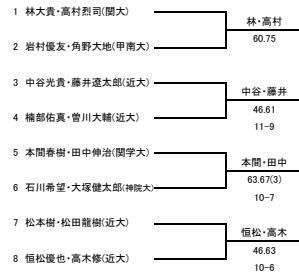 1 林大貴・高村烈司(関大)
林・高村
60.75
2 岩村優友・角野大地(甲南大)
3 中谷光貴・藤井遼太郎(近大)
中谷・藤井
46.61
11-9
4 楠部佑真・曽川大輔(近大)
5 本間春樹・田中伸治(関学大)
本間・田中
63.67(3)
10-7
6 石川希望・大塚健太郎(神院大)
7 松本樹・松田龍樹(近大)
恒松・高木
46.63
10-6
8 恒松優也・高木修(近大)